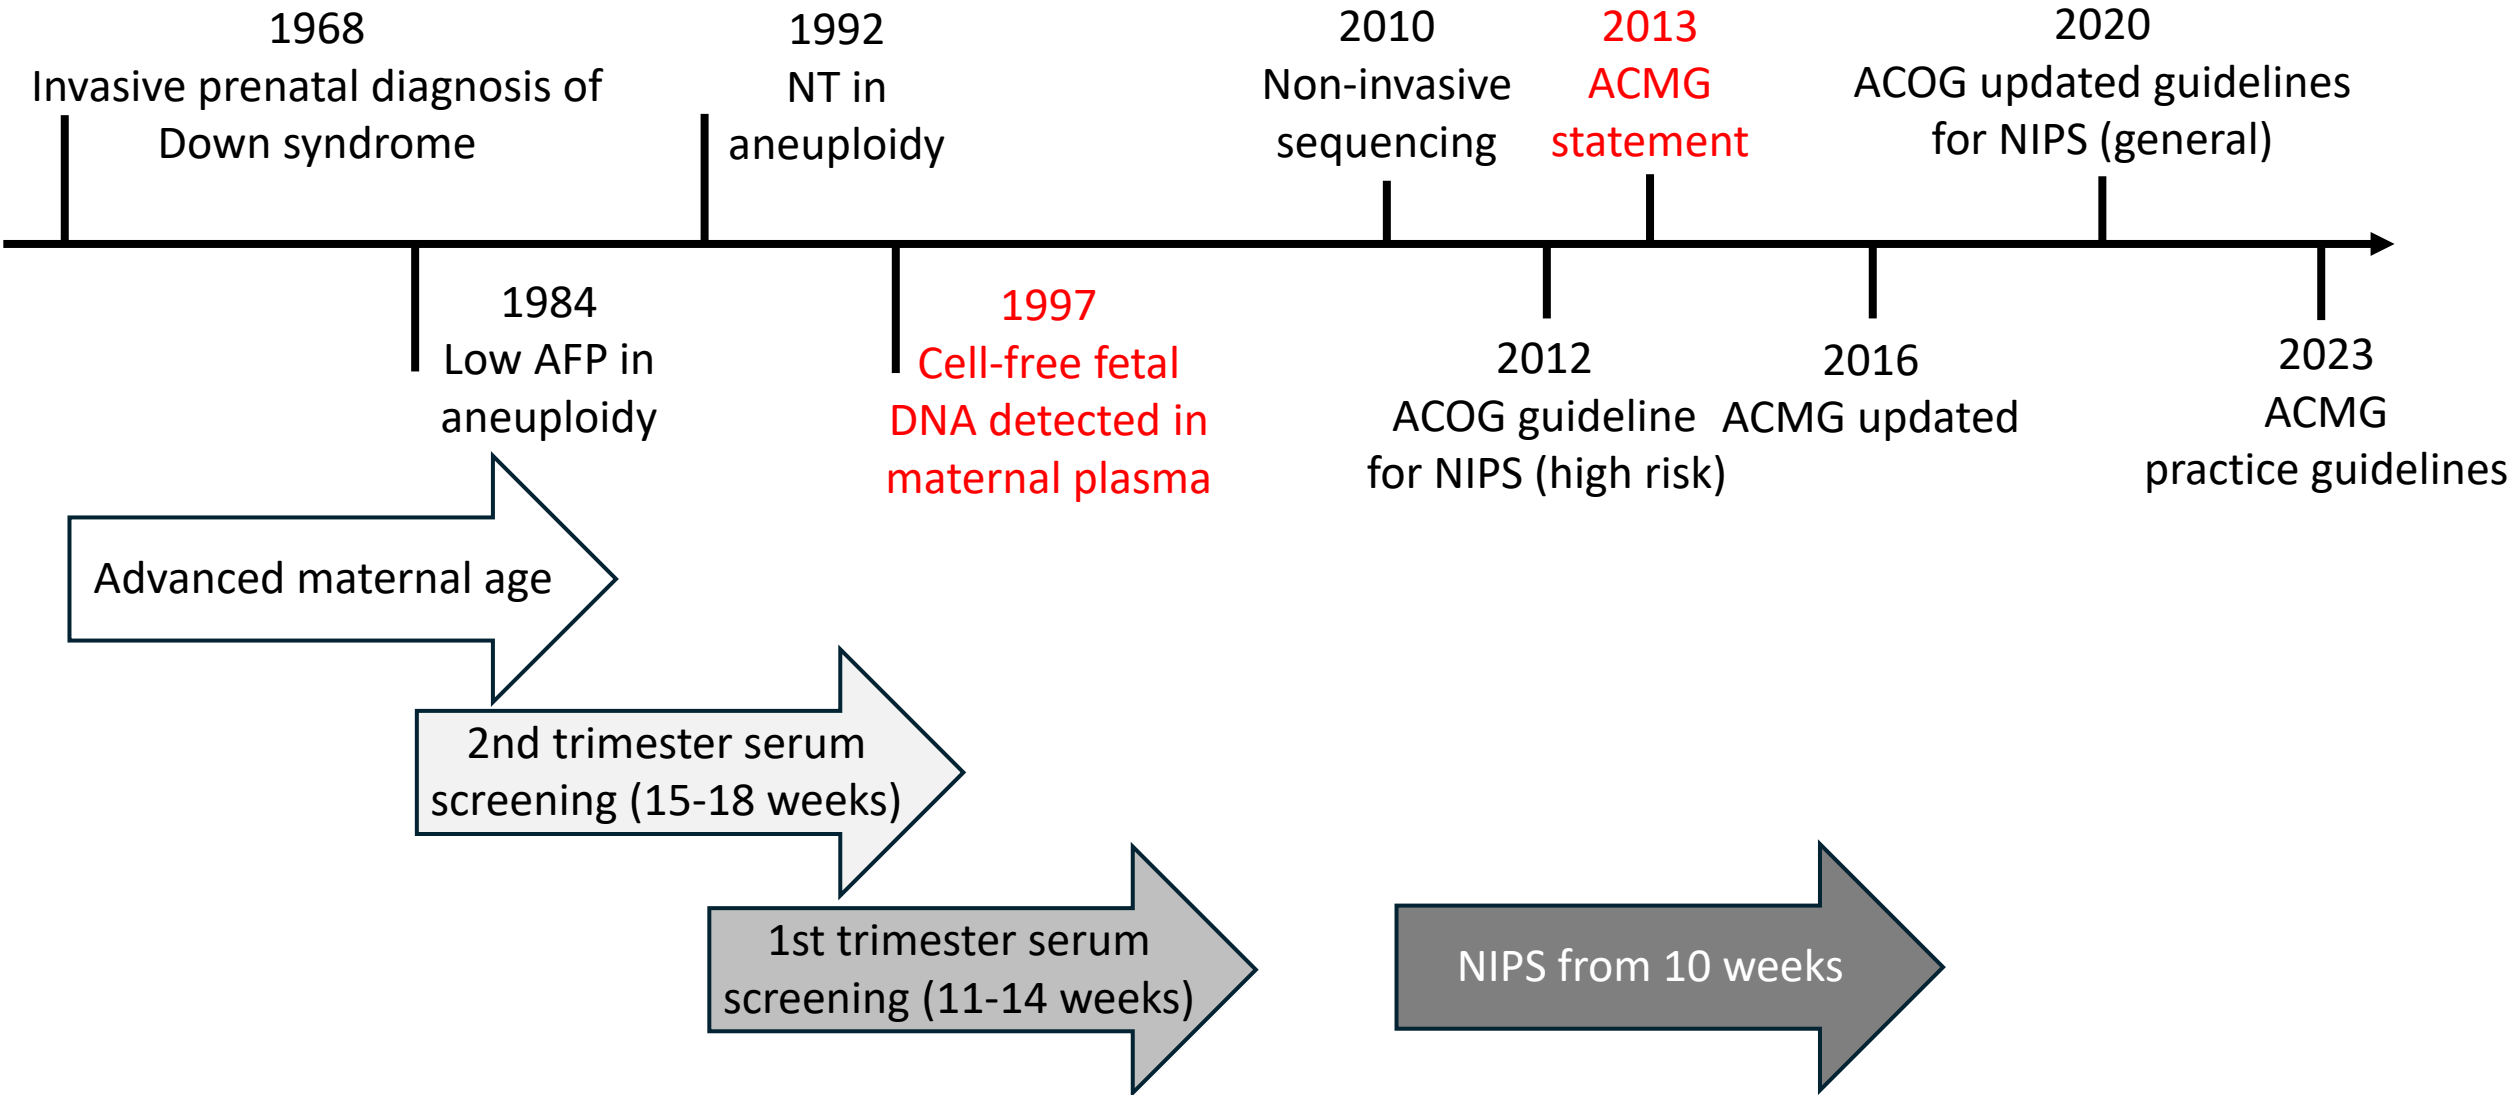 1968
Invasive prenatal diagnosis of
Down syndrome
1992
NT in
aneuploidy
2010
Non-invasive
sequencing
2013
ACMG
statement
2020
ACOG updated guidelines
for NIPS (general)
1984
Low AFP in
aneuploidy
1997
Cell-free fetal
DNA detected in
maternal plasma
2012
ACOG guideline
for NIPS (high risk)
2016
ACMG updated
2023
ACMG
practice guidelines
Advanced maternal age
2nd trimester serum
screening (15-18 weeks)
1st trimester serum
screening (11-14 weeks)
NIPS from 10 weeks